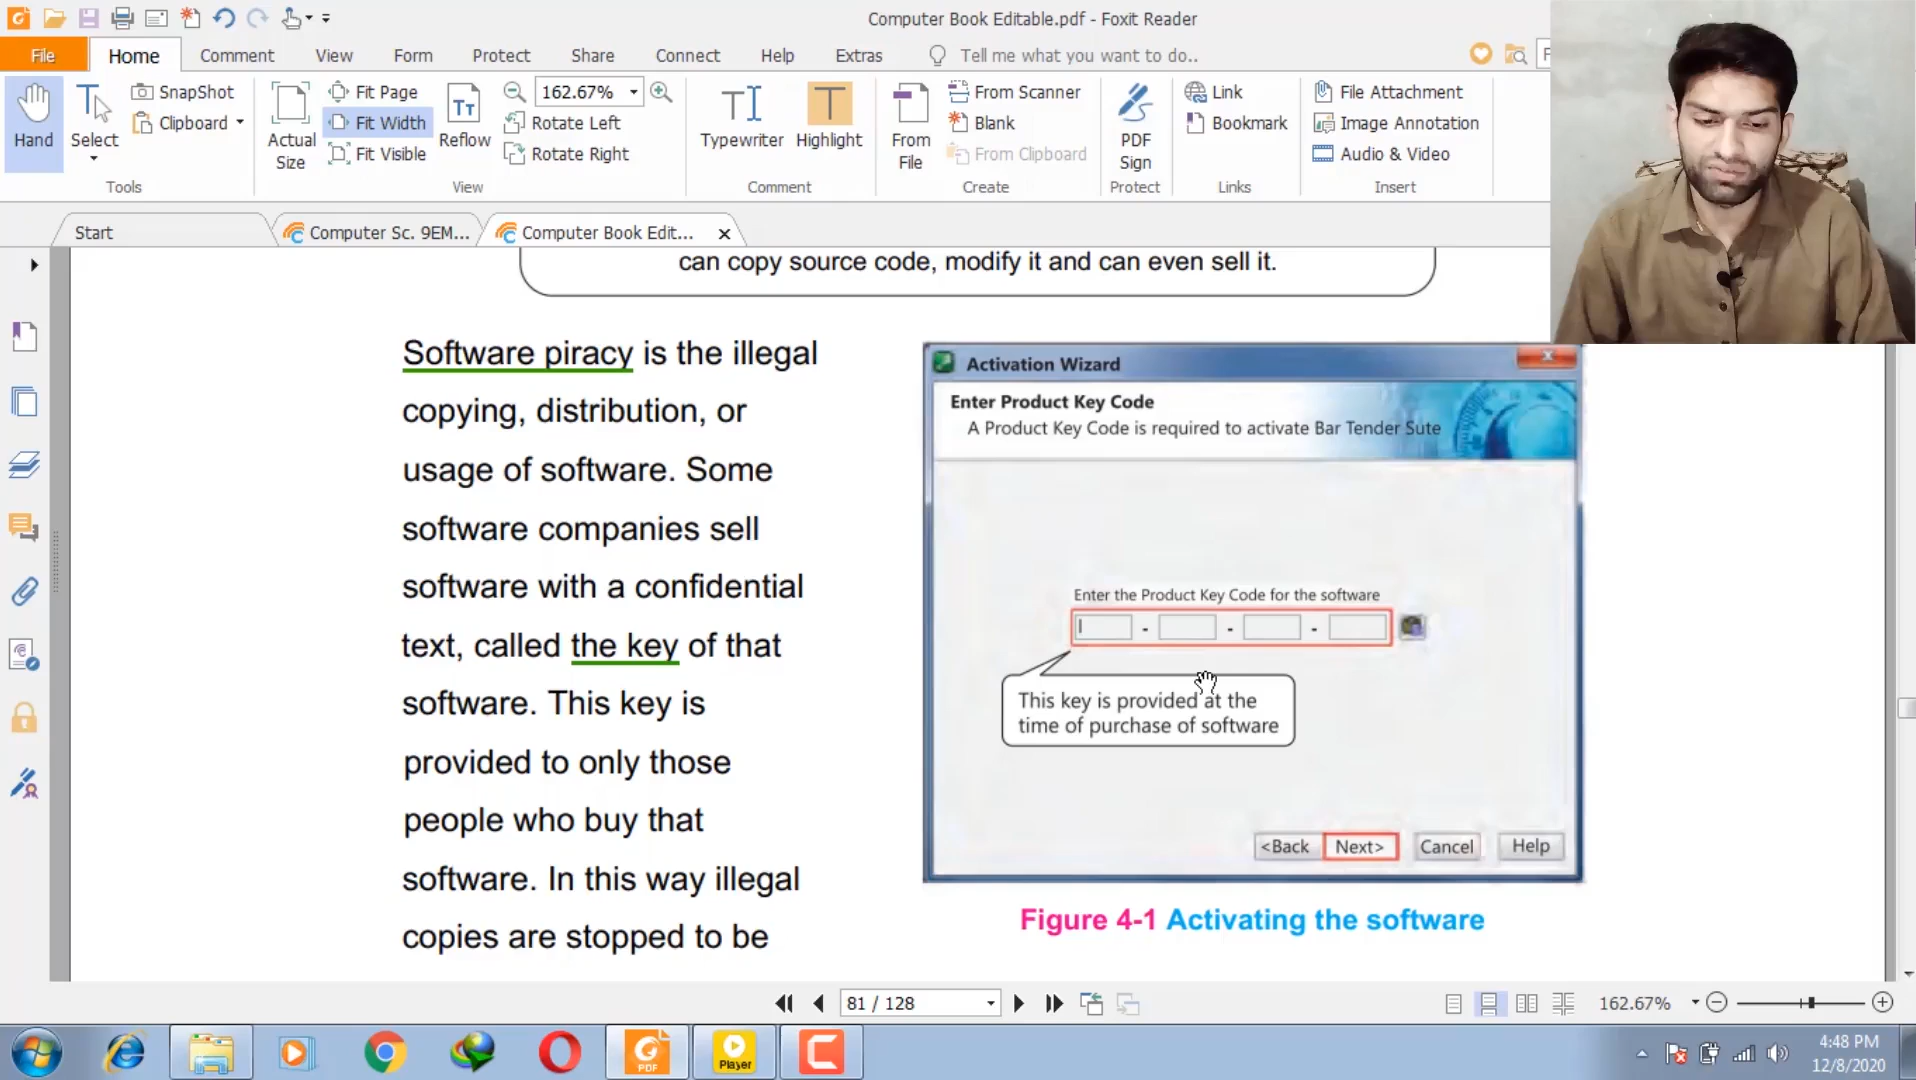 Computer Book Editable.pdf - Foxit Reader
File Home Comment View Form Protect Share Connect Help Extras Tell me what you want to do..
Hand
Select
SnapShot
Clipboard
Tools
Actual Size
Fit Page
Fit Width
Fit Visible
Reflow
162.67%
Rotate Left
Rotate Right
View
Typewriter
Highlight
Comment
From File
From Scanner
Blank
From Clipboard
Create
PDF Sign
Protect
Link
Bookmark
Links
File Attachment
Image Annotation
Audio & Video
Insert
Start
Computer Sc. 9EM...
Computer Book Edit...
can copy source code, modify it and can even sell it.
Software piracy is the illegal
copying, distribution, or
usage of software. Some
software companies sell
software with a confidential
text, called the key of that
software. This key is
provided to only those
people who buy that
software. In this way illegal
copies are stopped to be
Activation Wizard
Enter Product Key Code
A Product Key Code is required to activate Bar Tender Sute
Enter the Product Key Code for the software
- - -
This key is provided at the
time of purchase of software
<Back Next> Cancel Help
Figure 4-1 Activating the software
81 / 128
162.67%
PDF
Player
4:48 PM
12/8/2020